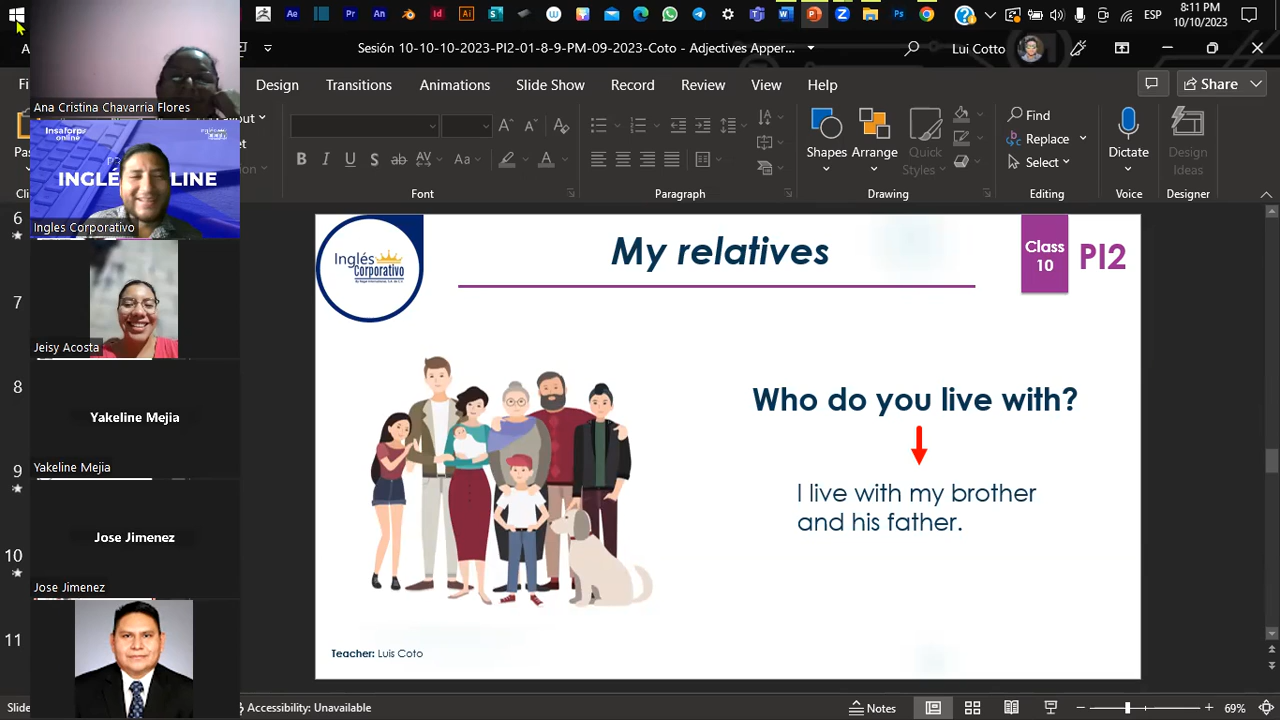 ESP
8:11 PM
10/10/2023
Sesión 10-10-10-2023-PI2-01-8-9-PM-09-2023-Coto - Adjectives Apper...
Lui Cotto
Design
Transitions
Animations
Slide Show
Record
Review
View
Help
Share
Find
Replace
Select
Shapes
Arrange
Quick
Styles
Dictate
Design
Ideas
Font
Paragraph
Drawing
Editing
Voice
Designer
Ana Cristina Chavarria Flores
Insaforp
online
INGLÉ
LINE
Ingles Corporativo
Jeisy Acosta
Yakeline Mejia
Yakeline Mejia
Jose Jimenez
Jose Jimenez
6
7
8
9
10
11
Inglés
Corporativo
My relatives
Class
10
PI2
Who do you live with?
I live with my brother
and his father.
Teacher: Luis Coto
Slide
Accessibility: Unavailable
Notes
69%